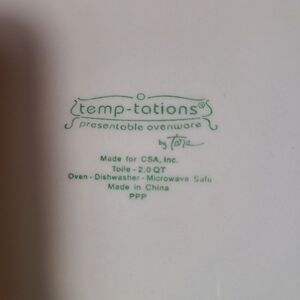 temp-tations®
presentable ovenware
by Tara
Made for CSA, Inc.
Toile - 2.0 QT
Oven - Dishwasher - Microwave Safe
Made in China
PPP